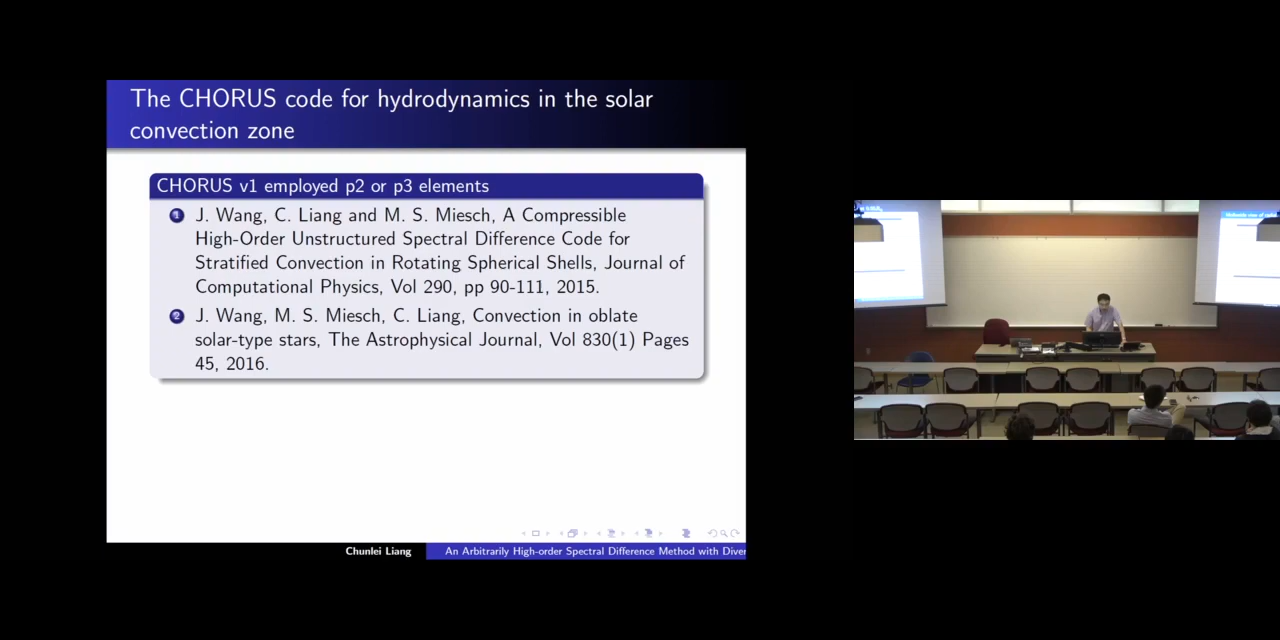 The CHORUS code for hydrodynamics in the solar
convection zone
CHORUS v1 employed p2 or p3 elements
1 J. Wang, C. Liang and M. S. Miesch, A Compressible
High-Order Unstructured Spectral Difference Code for
Stratified Convection in Rotating Spherical Shells, Journal of
Computational Physics, Vol 290, pp 90-111, 2015.
2 J. Wang, M. S. Miesch, C. Liang, Convection in oblate
solar-type stars, The Astrophysical Journal, Vol 830(1) Pages
45, 2016.
Chunlei Liang
An Arbitrarily High-order Spectral Difference Method with Diver